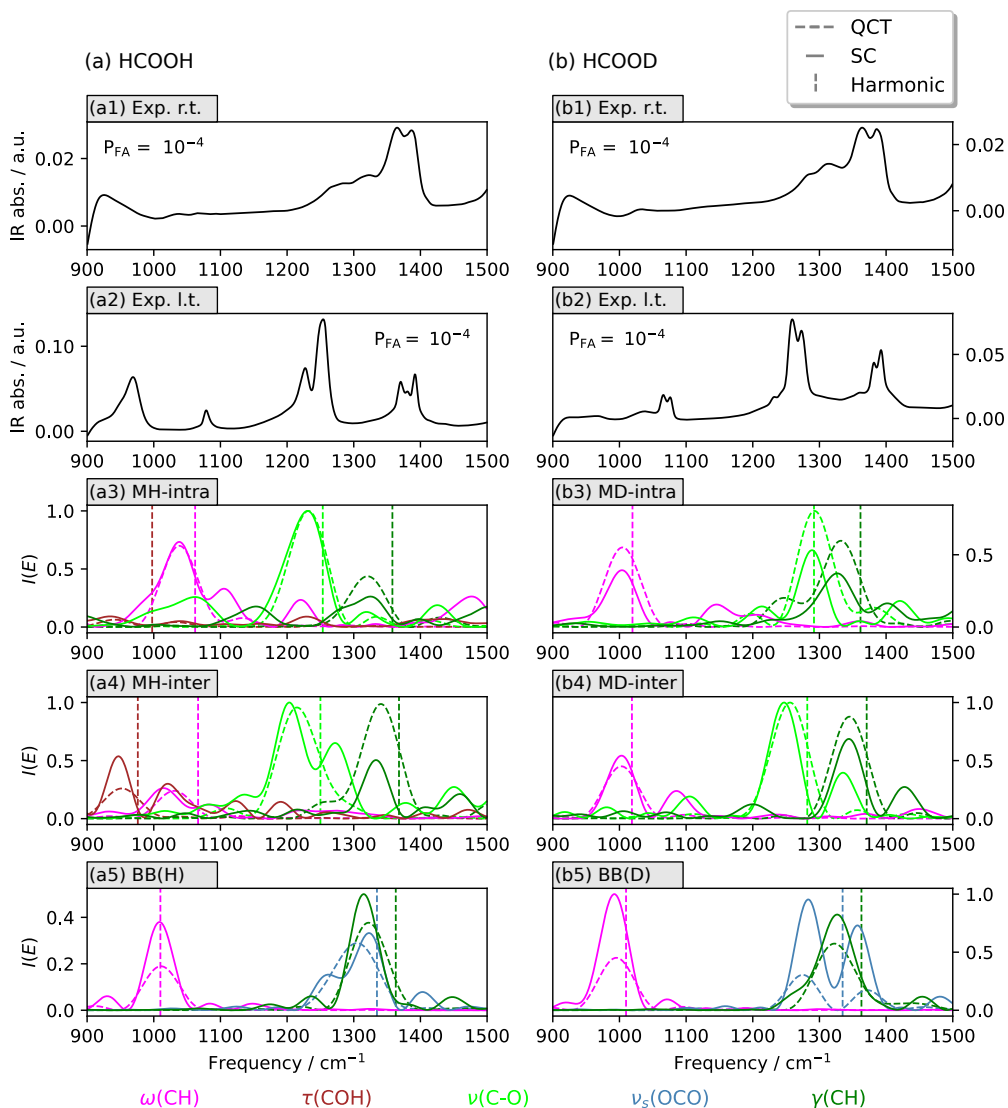 QCT
SC
Harmonic
(a) HCOOH
(b) HCOOD
(a1) Exp. r.t.
(b1) Exp. r.t.
P_FA = 10^-4
P_FA = 10^-4
IR abs. / a.u.
0.02
0.00
0.02
0.00
900 1000 1100 1200 1300 1400 1500
900 1000 1100 1200 1300 1400 1500
(a2) Exp. l.t.
(b2) Exp. l.t.
P_FA = 10^-4
P_FA = 10^-4
IR abs. / a.u.
0.10
0.00
0.05
0.00
900 1000 1100 1200 1300 1400 1500
900 1000 1100 1200 1300 1400 1500
(a3) MH-intra
(b3) MD-intra
I(E)
1.0
0.5
0.0
0.5
0.0
900 1000 1100 1200 1300 1400 1500
900 1000 1100 1200 1300 1400 1500
(a4) MH-inter
(b4) MD-inter
I(E)
1.0
0.5
0.0
1.0
0.5
0.0
900 1000 1100 1200 1300 1400 1500
900 1000 1100 1200 1300 1400 1500
(a5) BB(H)
(b5) BB(D)
I(E)
0.4
0.2
0.0
1.0
0.5
0.0
900 1000 1100 1200 1300 1400 1500
900 1000 1100 1200 1300 1400 1500
Frequency / cm⁻¹
Frequency / cm⁻¹
ω(CH) τ(COH) ν(C-O) ν_s(OCO) γ(CH)